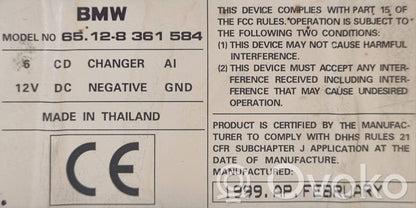 BMW
MODEL NO 65.12-8 361 584
6 CD CHANGER AI
12V DC NEGATIVE GND
MADE IN THAILAND
CE
THIS DEVICE COMPLIES WITH PART 15 OF
THE FCC RULES. OPERATION IS SUBJECT TO
THE FOLLOWING TWO CONDITIONS:
(1) THIS DEVICE MAY NOT CAUSE HARMFUL
INTERFERENCE.
(2) THIS DEVICE MUST ACCEPT ANY INTER-
FERENCE RECEIVED INCLUDING INTER-
FERENCE THAT MAY CAUSE UNDESIRED
OPERATION.
PRODUCT IS CERTIFIED BY THE MANUFAC-
TURER TO COMPLY WITH DHHS RULES 21
CFR SUBCHAPTER J APPLICATION AT THE
DATE OF MANUFACTURE.
MANUFACTURED:
1999.AP.FEBRUARY
© Ovoko